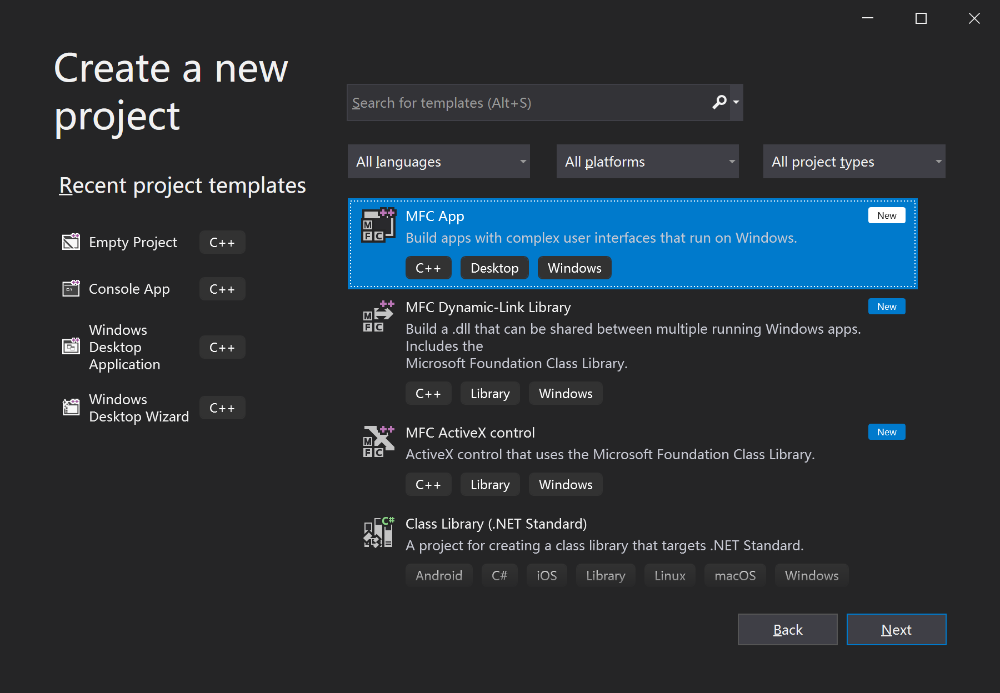 Create a new
project
Search for templates (Alt+S)
All languages
All platforms
All project types
Recent project templates
Empty Project
C++
Console App
C++
Windows
Desktop
Application
C++
Windows
Desktop Wizard
C++
MFC App
New
Build apps with complex user interfaces that run on Windows.
C++ Desktop Windows
MFC Dynamic-Link Library
New
Build a .dll that can be shared between multiple running Windows apps.
Includes the
Microsoft Foundation Class Library.
C++ Library Windows
MFC ActiveX control
New
ActiveX control that uses the Microsoft Foundation Class Library.
C++ Library Windows
Class Library (.NET Standard)
A project for creating a class library that targets .NET Standard.
Android C# iOS Library Linux macOS Windows
Back
Next